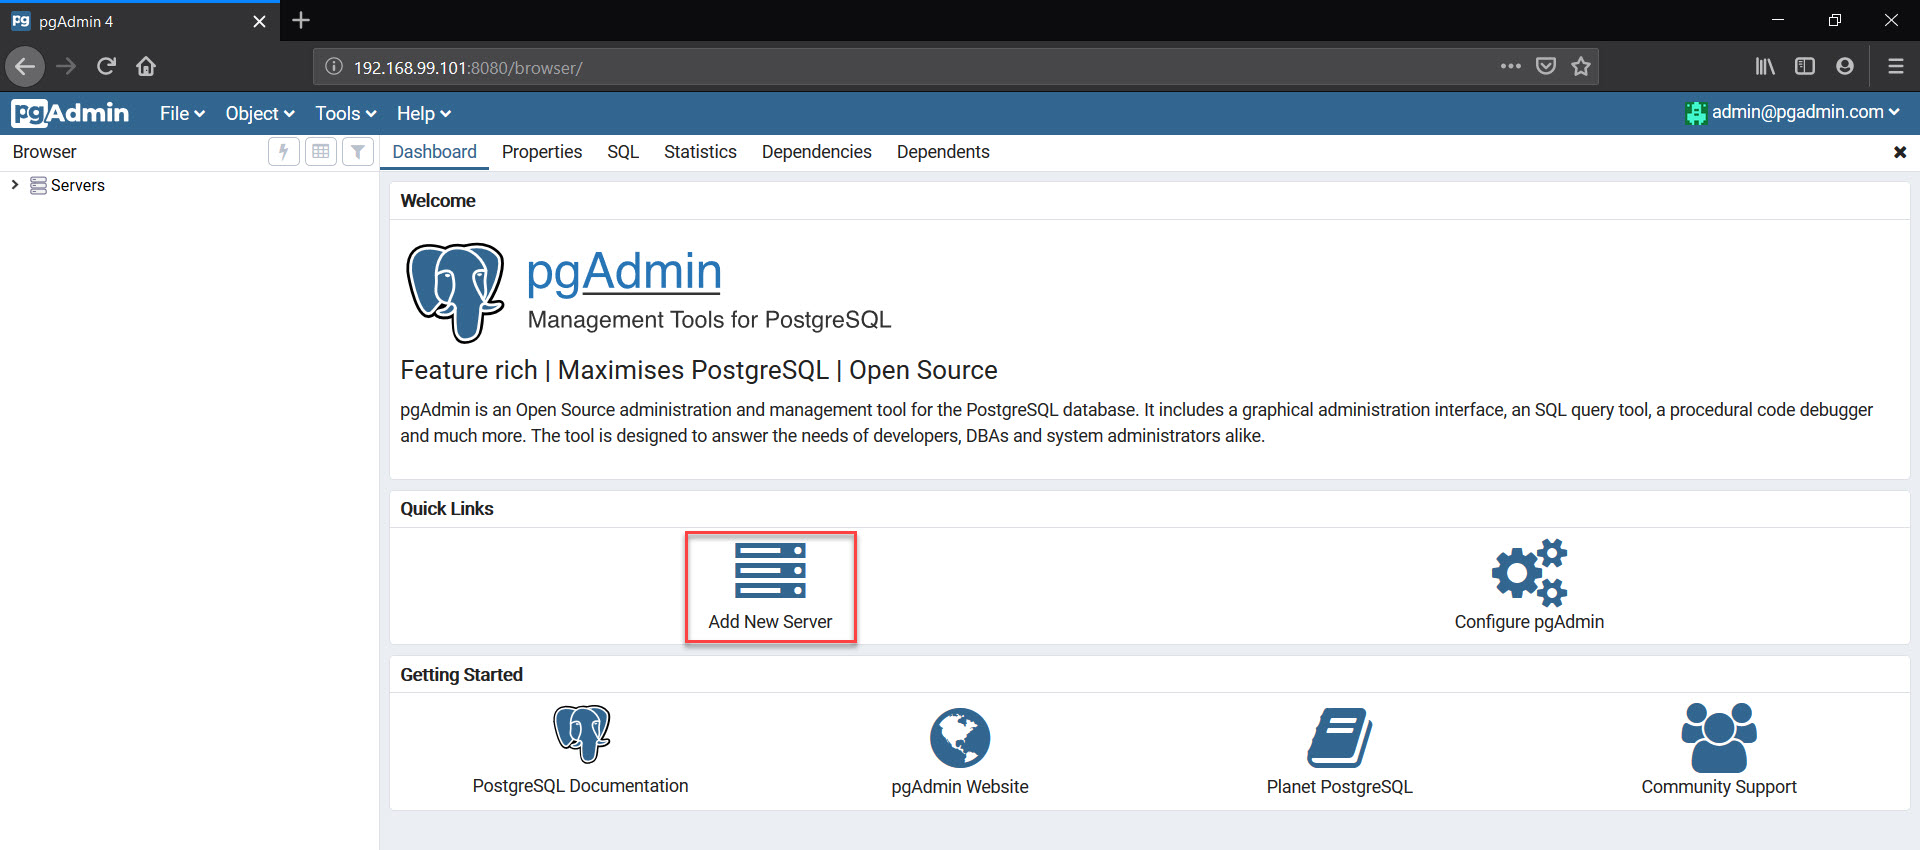 pg pgAdmin 4
192.168.99.101:8080/browser/
pgAdmin File Object Tools Help admin@pgadmin.com
Browser Dashboard Properties SQL Statistics Dependencies Dependents
Servers
Welcome
pgAdmin
Management Tools for PostgreSQL
Feature rich | Maximises PostgreSQL | Open Source
pgAdmin is an Open Source administration and management tool for the PostgreSQL database. It includes a graphical administration interface, an SQL query tool, a procedural code debugger
and much more. The tool is designed to answer the needs of developers, DBAs and system administrators alike.
Quick Links
Add New Server Configure pgAdmin
Getting Started
PostgreSQL Documentation pgAdmin Website Planet PostgreSQL Community Support